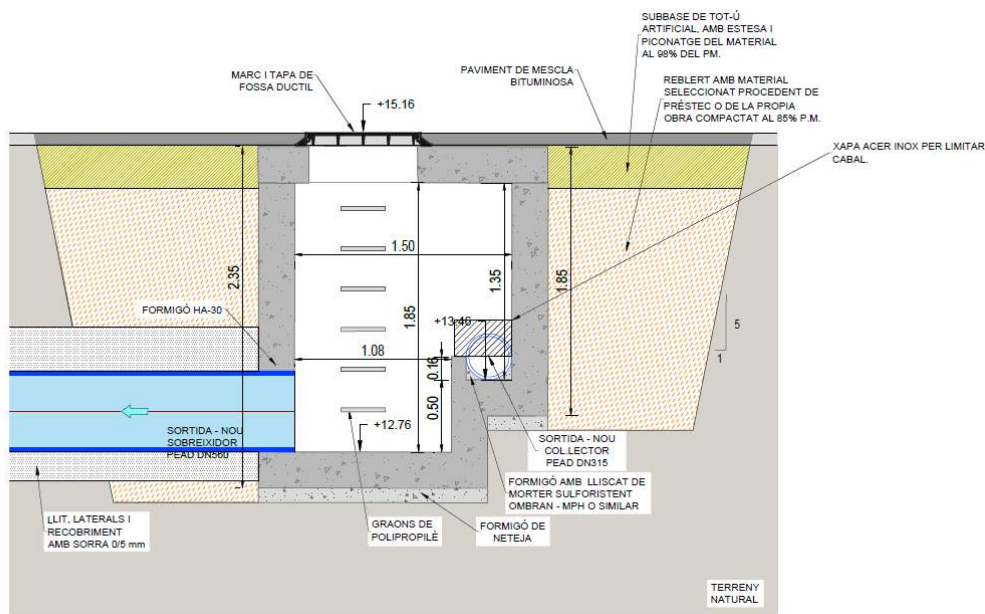 SUBBASE DE TOT-Ú
ARTIFICIAL, AMB ESTESA I
PICONATGE DEL MATERIAL
AL 98% DEL PM.
MARC I TAPA DE
FOSSA DUCTIL
PAVIMENT DE MESCLA
BITUMINOSA
REBLERT AMB MATERIAL
SELECCIONAT PROCEDENT DE
PRÉSTEC O DE LA PROPIA
OBRA COMPACTAT AL 85% P.M.
+15.16
XAPA ACER INOX PER LIMITAR
CABAL.
1.50
2.35
1.35
1.85
1.85
FORMIGÓ HA-30
+13.46
5
1
1.08
0.16
0.50
+12.76
SORTIDA - NOU
SOBREIXIDOR
PEAD DN560
SORTIDA - NOU
COL.LECTOR
PEAD DN315
FORMIGÓ AMB LLISCAT DE
MORTER SULFORISTENT
OMBRAN - MPH O SIMILAR
LLIT, LATERALS I
RECOBRIMENT
AMB SORRA 0/5 mm
GRAONS DE
POLIPROPILÈ
FORMIGÓ DE
NETEJA
TERRENY
NATURAL